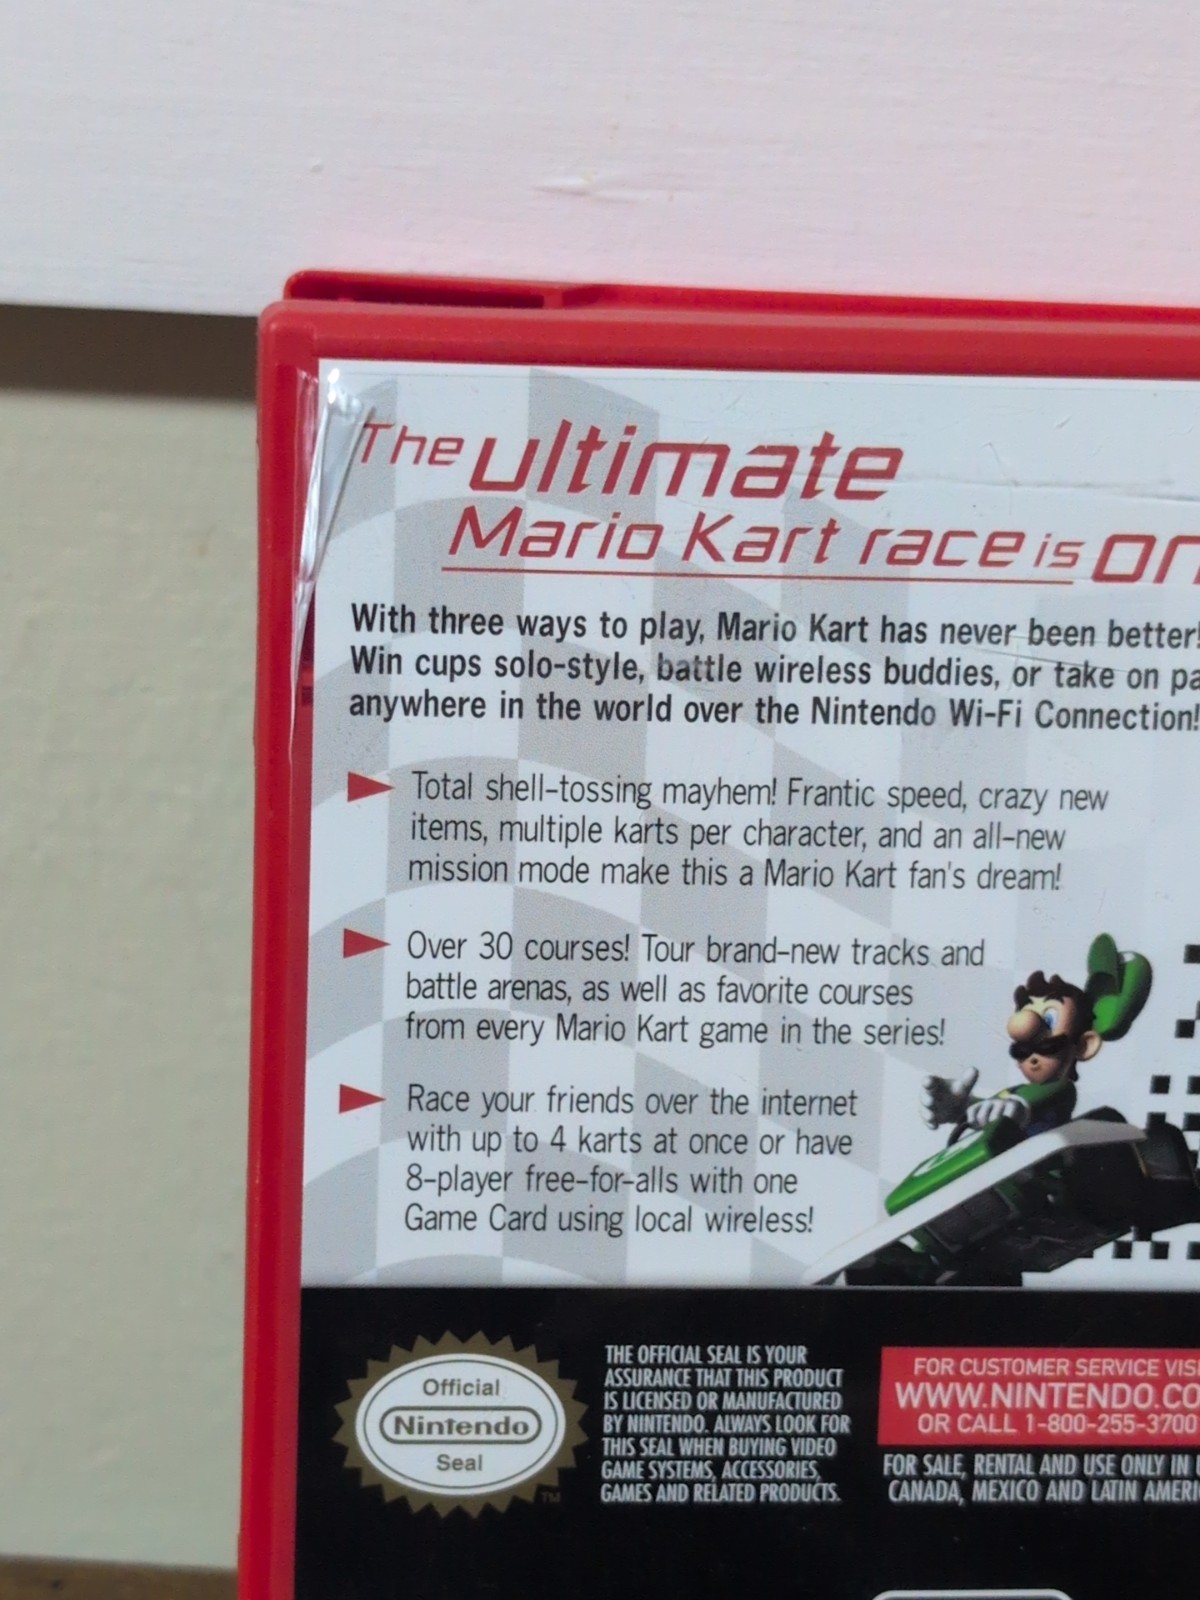 The ultimate
Mario Kart race is on
With three ways to play, Mario Kart has never been better!
Win cups solo-style, battle wireless buddies, or take on pa
anywhere in the world over the Nintendo Wi-Fi Connection!
Total shell-tossing mayhem! Frantic speed, crazy new
items, multiple karts per character, and an all-new
mission mode make this a Mario Kart fan's dream!
Over 30 courses! Tour brand-new tracks and
battle arenas, as well as favorite courses
from every Mario Kart game in the series!
Race your friends over the internet
with up to 4 karts at once or have
8-player free-for-alls with one
Game Card using local wireless!
Official
Nintendo
Seal
TM
THE OFFICIAL SEAL IS YOUR
ASSURANCE THAT THIS PRODUCT
IS LICENSED OR MANUFACTURED
BY NINTENDO. ALWAYS LOOK FOR
THIS SEAL WHEN BUYING VIDEO
GAME SYSTEMS, ACCESSORIES,
GAMES AND RELATED PRODUCTS.
FOR CUSTOMER SERVICE VIS
WWW.NINTENDO.CO
OR CALL 1-800-255-3700
FOR SALE, RENTAL AND USE ONLY IN
CANADA, MEXICO AND LATIN AMERI